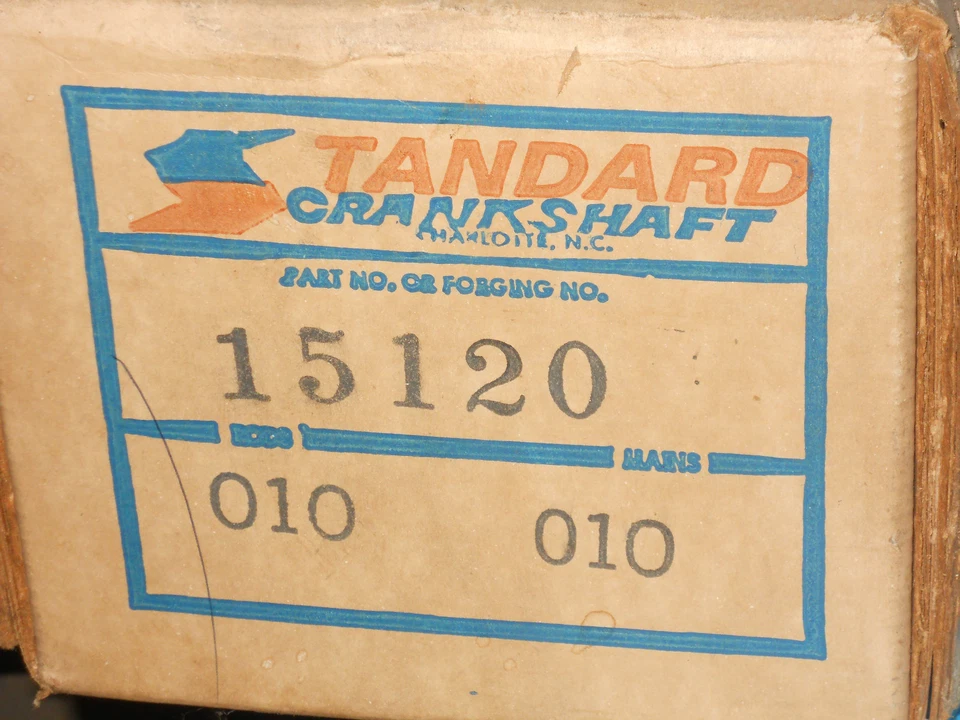 STANDARD
CRANKSHAFT
CHARLOTTE, N.C.
PART NO. OR FORGING NO.
15120
RODS MAINS
010 010